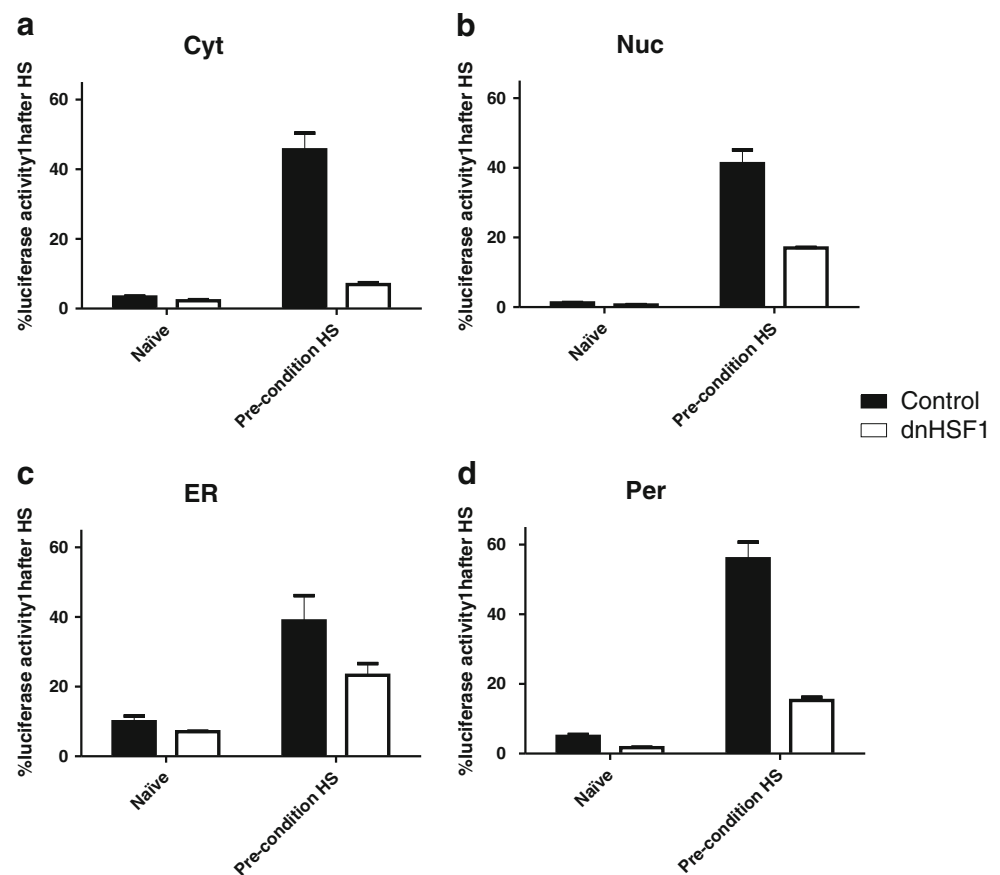 a
Cyt
%luciferase activity1hafter HS
60
40
20
0
Naïve
Pre-condition HS
b
Nuc
%luciferase activity1hafter HS
60
40
20
0
Naïve
Pre-condition HS
Control
dnHSF1
c
ER
%luciferase activity1hafter HS
60
40
20
0
Naïve
Pre-condition HS
d
Per
%luciferase activity1hafter HS
60
40
20
0
Naïve
Pre-condition HS